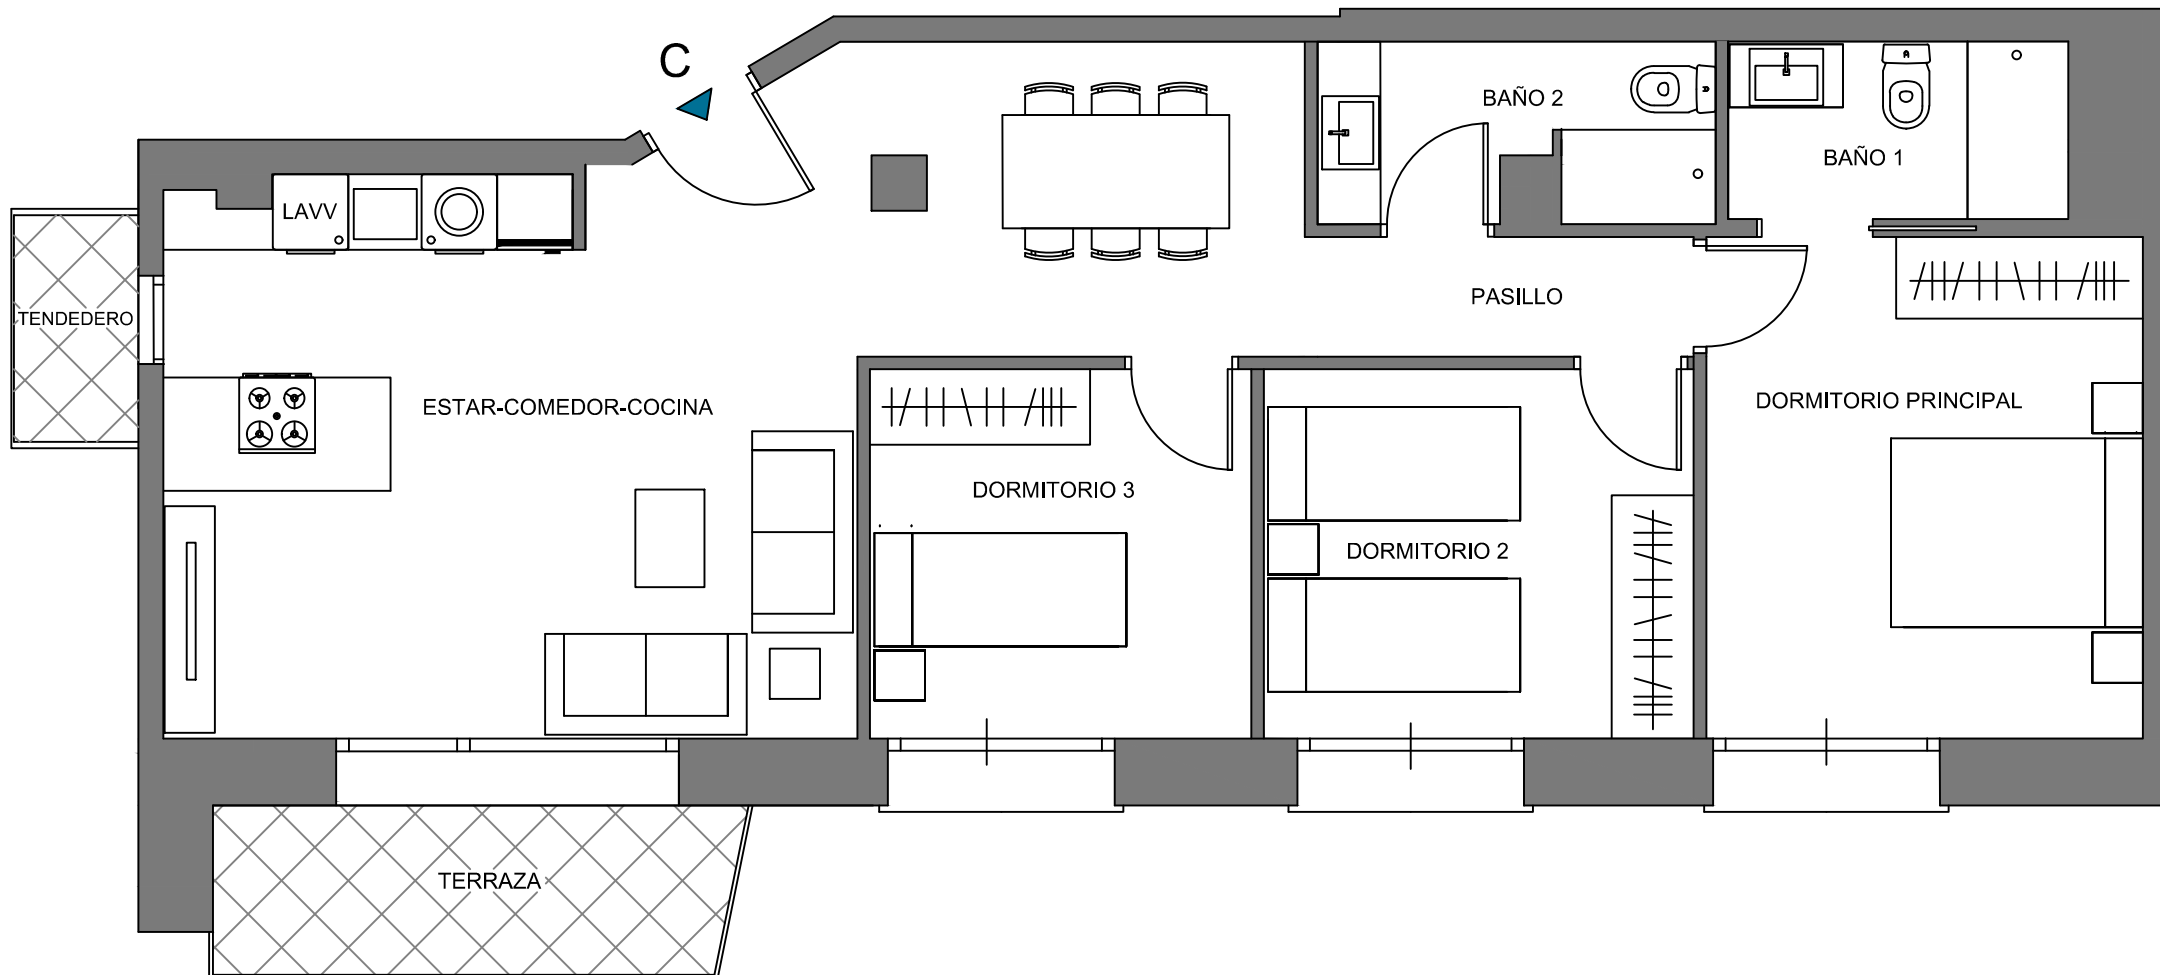 C
BAÑO 2
BAÑO 1
LAVV
PASILLO
TENDEDERO
ESTAR-COMEDOR-COCINA
DORMITORIO PRINCIPAL
DORMITORIO 3
DORMITORIO 2
TERRAZA